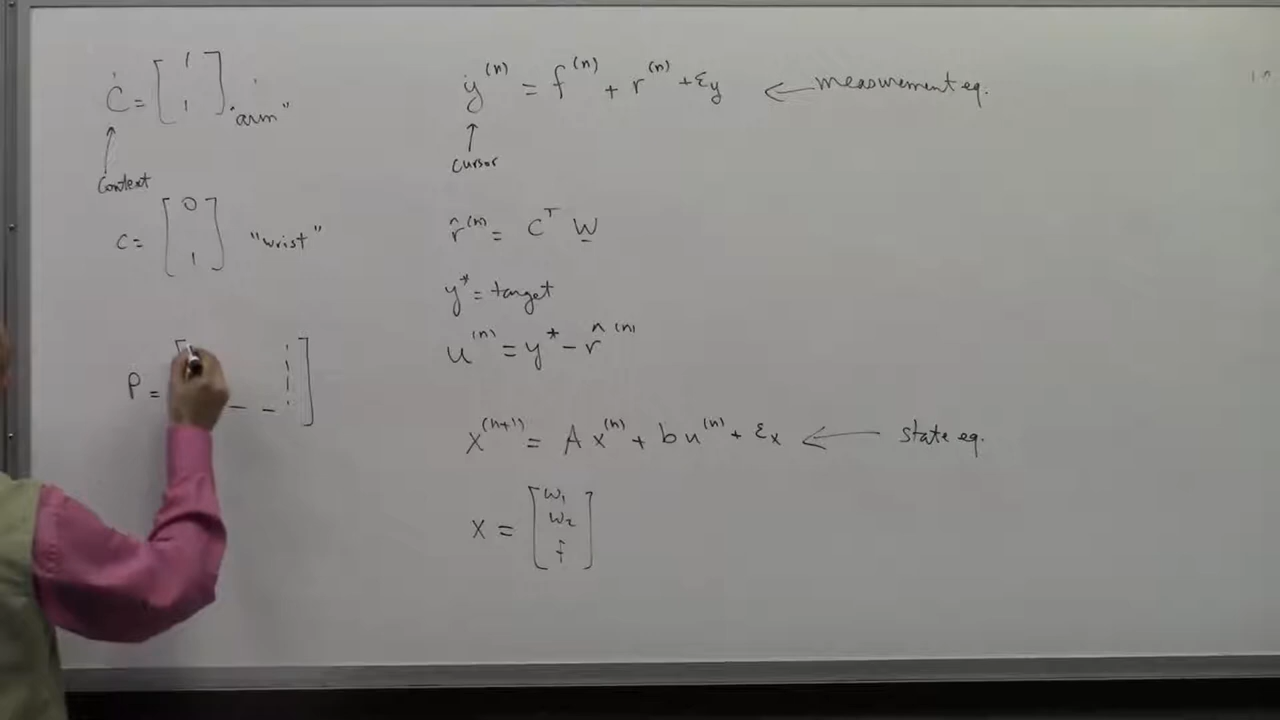 C = [1 1] "arm"
↑
Context
C = [0 1] "wrist"
P = [ ]
y^(n) = f^(n) + r^(n) + ε_y ← measurement eq.
↑
cursor
r̂^(n) = C^T w
y* = target
u^(n) = y* − r̂^(n)
x^(n+1) = A x^(n) + b u^(n) + ε_x ← state eq.
x = [w₁ w₂ f]